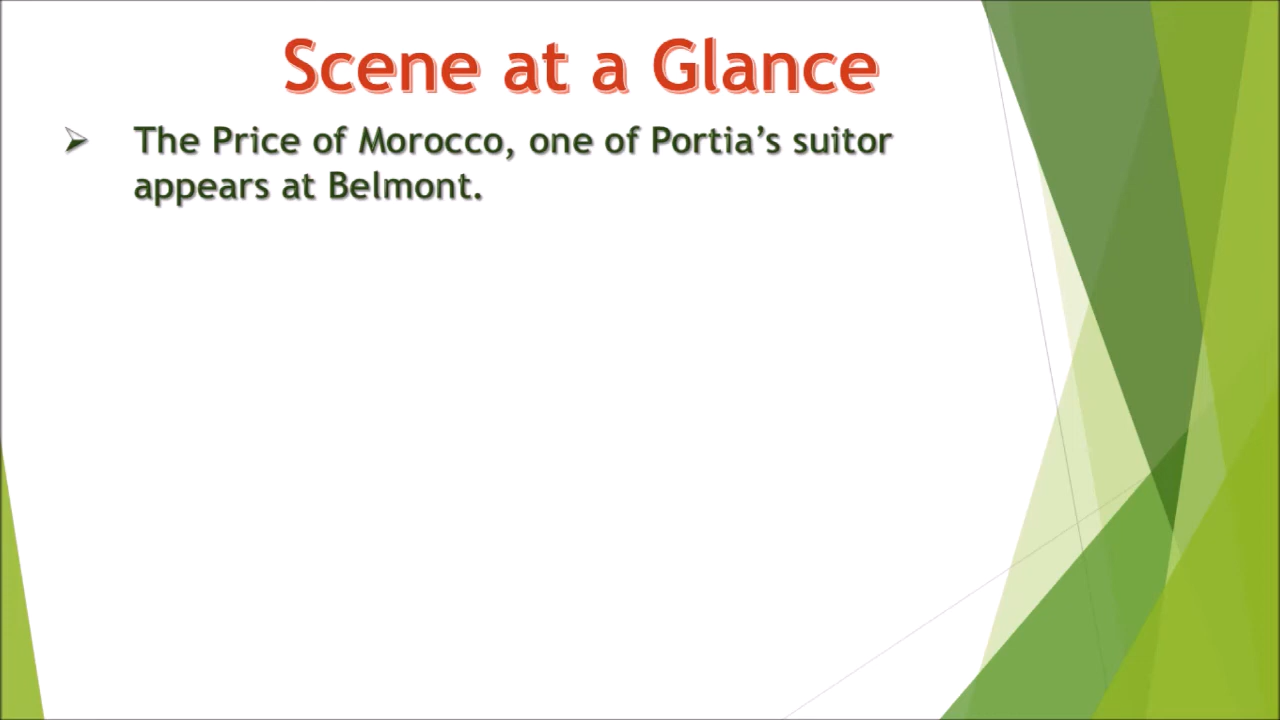 Scene at a Glance
The Price of Morocco, one of Portia's suitor
appears at Belmont.